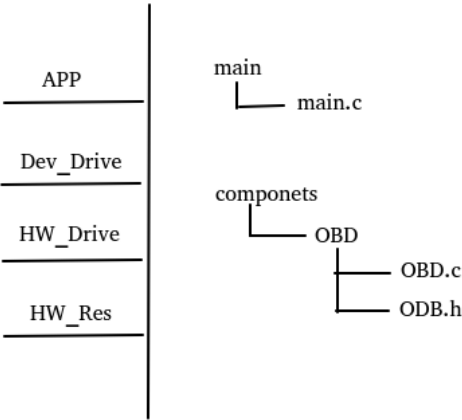 APP
Dev_Drive
HW_Drive
HW_Res
main
main.c
componets
OBD
OBD.c
ODB.h